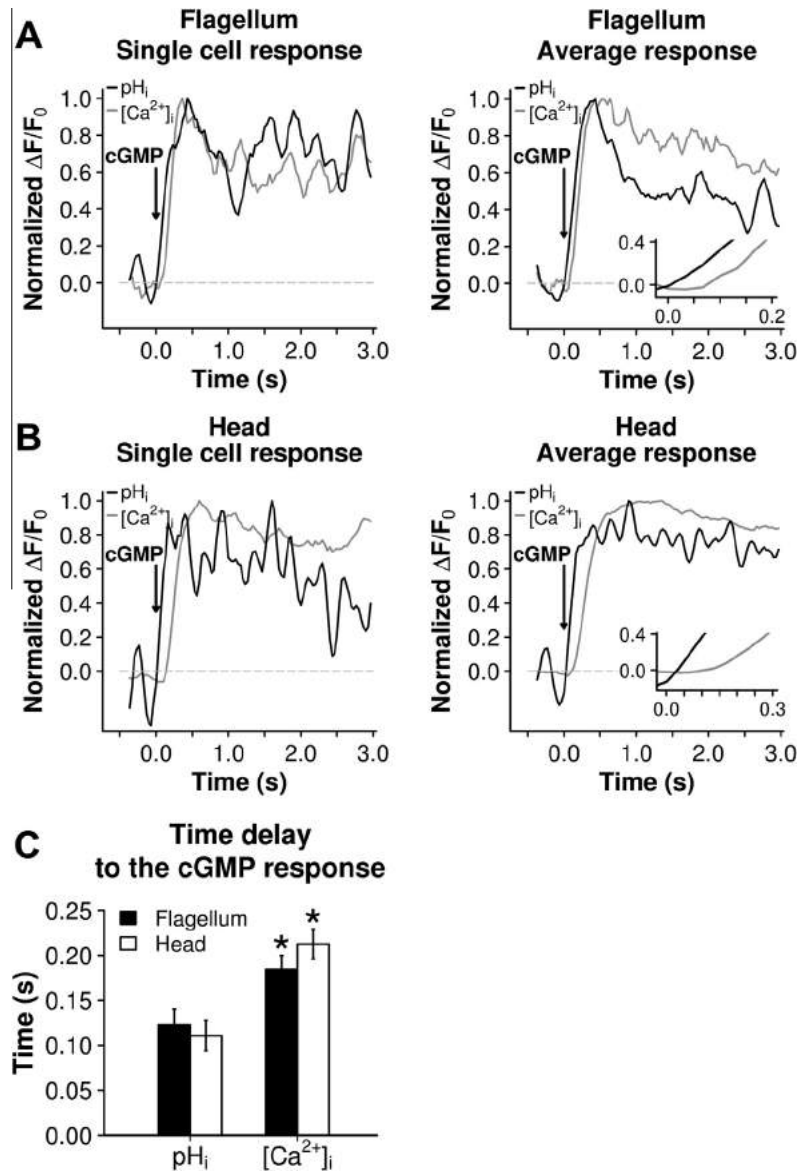 A
Flagellum
Single cell response
pHᵢ
[Ca²⁺]ᵢ
cGMP
Normalized ΔF/F₀
1.0
0.8
0.6
0.4
0.2
0.0
0.0 1.0 2.0 3.0
Time (s)
Flagellum
Average response
pHᵢ
[Ca²⁺]ᵢ
cGMP
Normalized ΔF/F₀
1.0
0.8
0.6
0.4
0.2
0.0
0.4
0.0
0.0 0.2
0.0 1.0 2.0 3.0
Time (s)
B
Head
Single cell response
pHᵢ
[Ca²⁺]ᵢ
cGMP
Normalized ΔF/F₀
1.0
0.8
0.6
0.4
0.2
0.0
0.0 1.0 2.0 3.0
Time (s)
Head
Average response
pHᵢ
[Ca²⁺]ᵢ
cGMP
Normalized ΔF/F₀
1.0
0.8
0.6
0.4
0.2
0.0
0.4
0.0
0.0 0.3
0.0 1.0 2.0 3.0
Time (s)
C
Time delay
to the cGMP response
Flagellum
Head
* *
Time (s)
0.25
0.20
0.15
0.10
0.05
0.00
pHᵢ [Ca²⁺]ᵢ